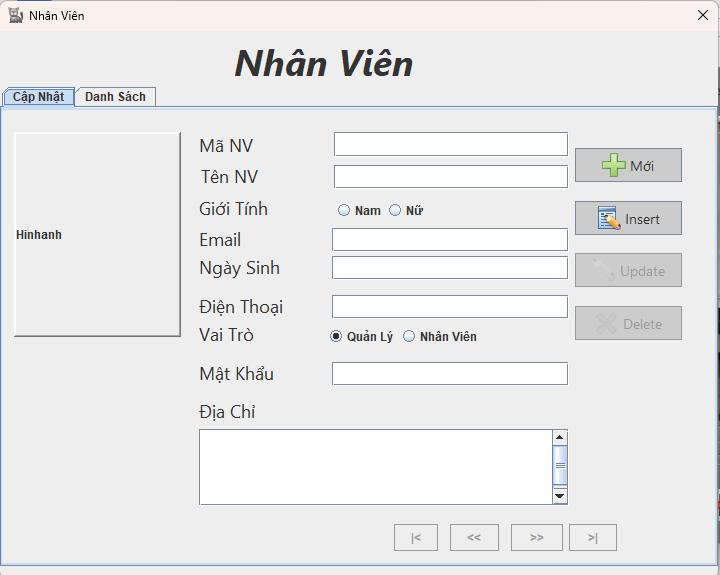 Nhân Viên
Nhân Viên
Cập Nhật Danh Sách
Hinhanh
Mã NV
Tên NV
Giới Tính Nam Nữ
Email
Ngày Sinh
Điện Thoại
Vai Trò Quản Lý Nhân Viên
Mật Khẩu
Địa Chỉ
Mới
Insert
Update
Delete
|< << >> >|